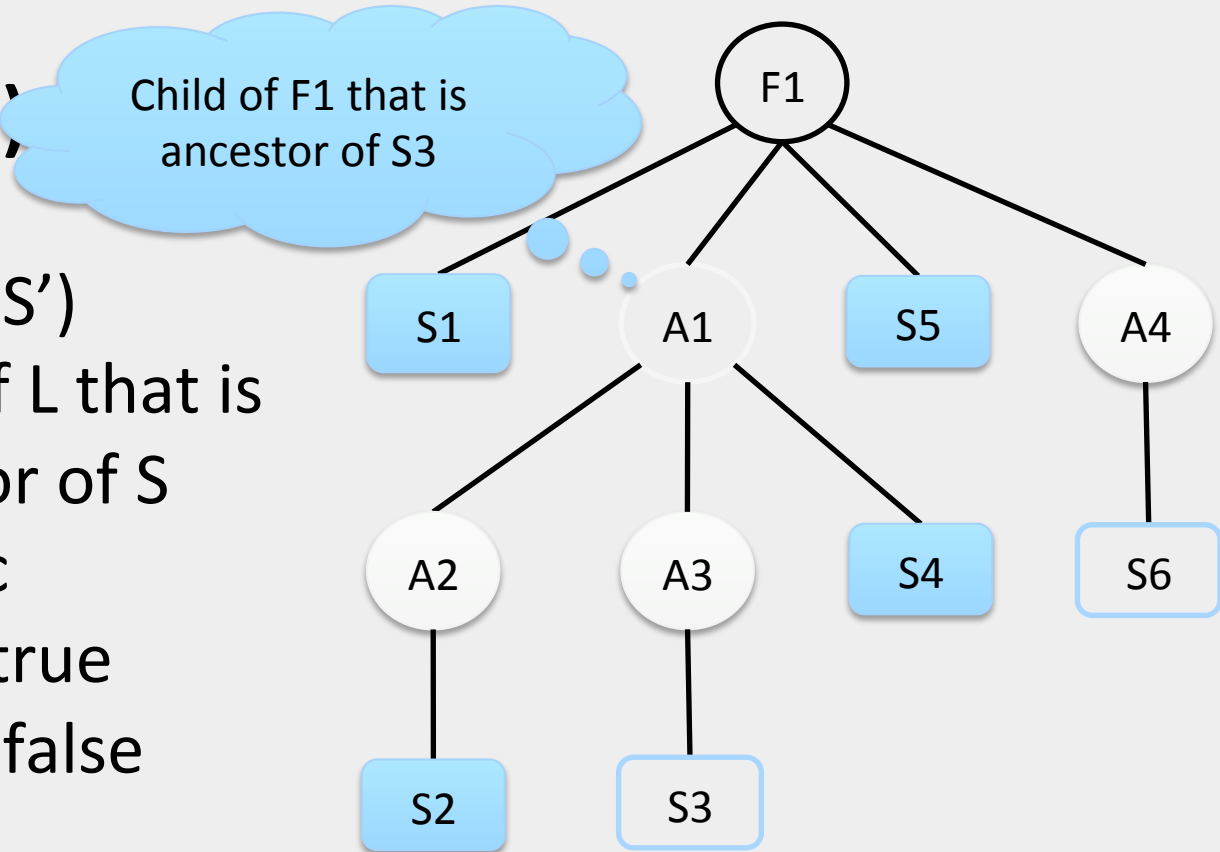 )
Child of F1 that is
ancestor of S3
F1
S’)
S1
A1
S5
A4
f L that is
or of S
c
A2
A3
S4
S6
true
false
S2
S3